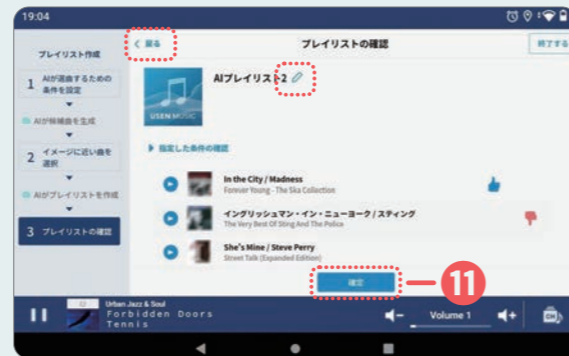 19:04
プレイリスト作成
1 AIが選曲するための
条件を設定
AIが候補曲を生成
2 イメージに近い曲を
選択
AIがプレイリストを作成
3 プレイリストの確認
戻る
プレイリストの確認
終了する
USEN MUSIC
AIプレイリスト2
指定した条件の確認
In the City / Madness
Forever Young - The Ska Collection
イングリッシュマン・イン・ニューヨーク / スティング
The Very Best Of Sting And The Police
She's Mine / Steve Perry
Street Talk (Expanded Edition)
確定
11
Urban Jazz & Soul
Forbidden Doors
Tennis
Volume 1
CH